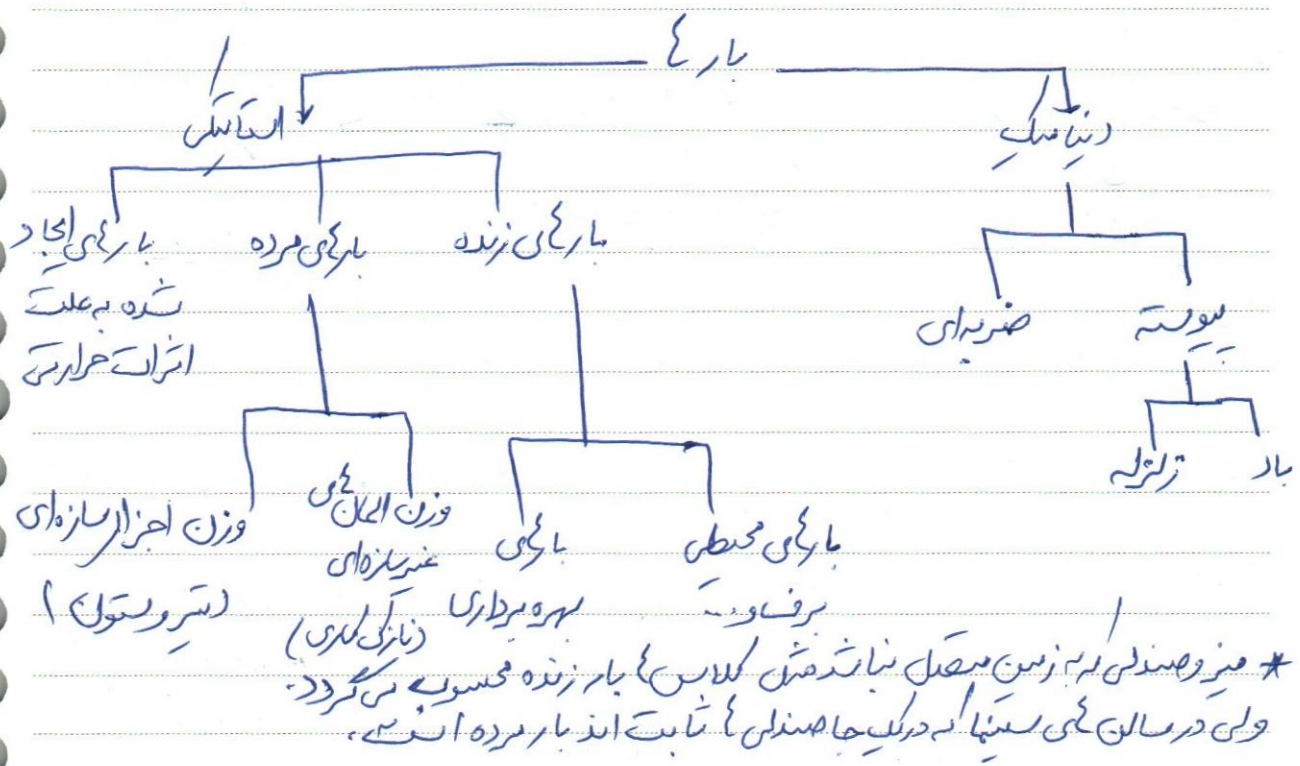 بارها
دینامیک
استاتیکی
پیوسته
ضربه‌ای
باد
زلزله
بارهای زنده
بارهای مرده
بارهای ایجاد
شده به علت
اثرات حرارتی
بارهای محیطی
برف و ...
بارهای
بهره برداری
وزن المان های
غیرسازه‌ای
(نازک کاری)
وزن اجزای سازه‌ای
(تیر و ستون)
* میز و صندلی که به زمین متصل نباشد مثل کلاس ها بار زنده محسوب می گردد.
ولی در سالن های سینما که در یک جا صندلی ها ثابت اند بار مرده است.